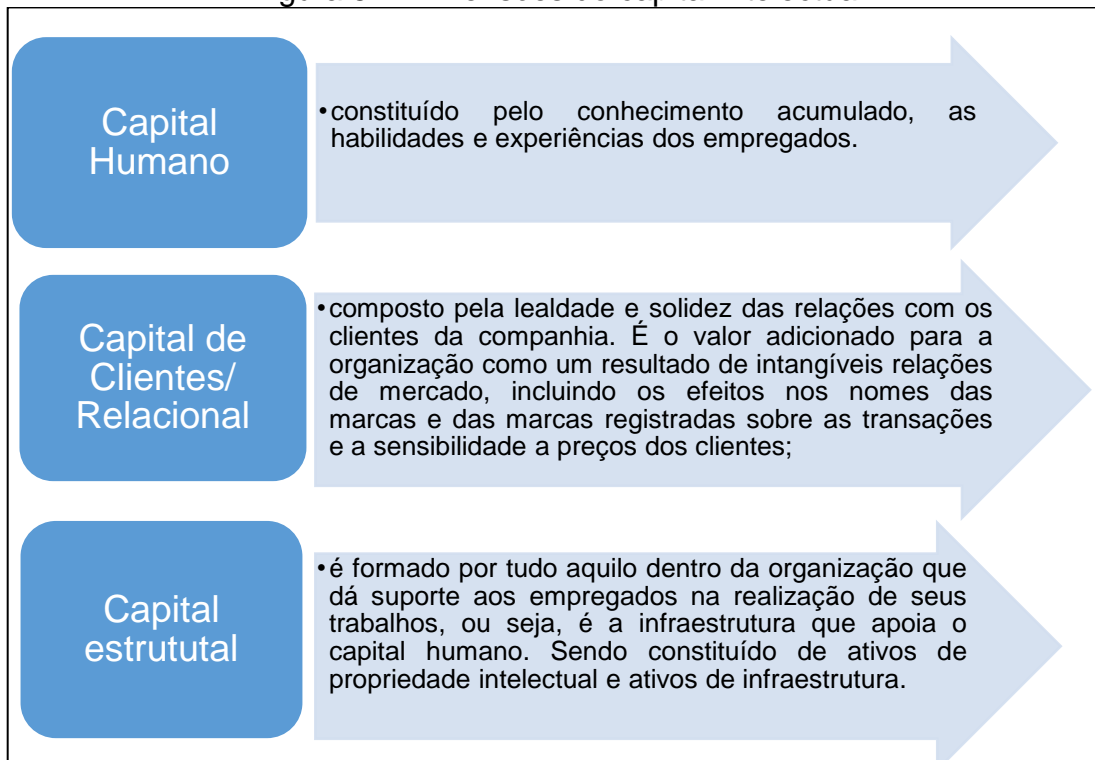 Capital
Humano
•constituído pelo conhecimento acumulado, as
habilidades e experiências dos empregados.
Capital de
Clientes/
Relacional
•composto pela lealdade e solidez das relações com os
clientes da companhia. É o valor adicionado para a
organização como um resultado de intangíveis relações
de mercado, incluindo os efeitos nos nomes das
marcas e das marcas registradas sobre as transações
e a sensibilidade a preços dos clientes;
Capital
estrututal
•é formado por tudo aquilo dentro da organização que
dá suporte aos empregados na realização de seus
trabalhos, ou seja, é a infraestrutura que apoia o
capital humano. Sendo constituído de ativos de
propriedade intelectual e ativos de infraestrutura.